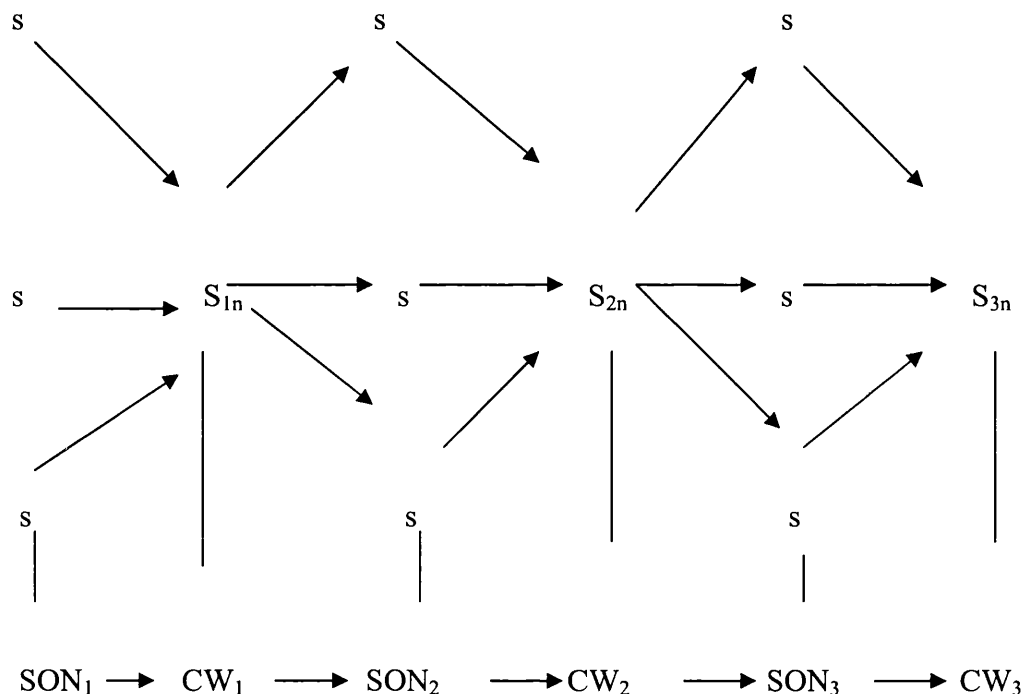 s s s
s S₁ₙ s S₂ₙ s S₃ₙ
s s s
SON₁ CW₁ SON₂ CW₂ SON₃ CW₃